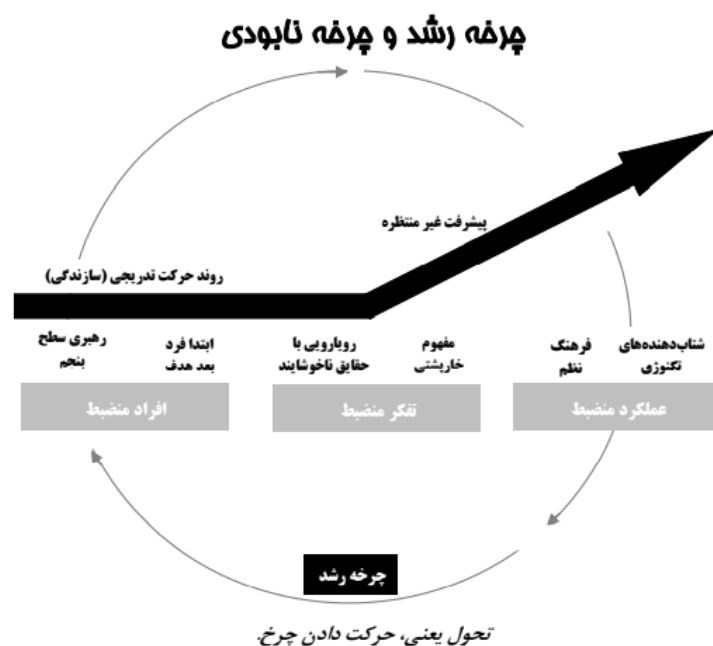 چرخه رشد و چرخه نابودی
پیشرفت غیر منتظره
روند حرکت تدریجی (سازندگی)
رهبری سطح
پنجم
ابتدا فرد
بعد هدف
رویارویی با
حقایق ناخوشایند
مفهوم
خارپشتی
فرهنگ
نظم
شتاب‌دهنده‌های
تکنوژی
افراد منضبط
تفکر منضبط
عملکرد منضبط
چرخه رشد
تحول یعنی، حرکت دادن چرخ.